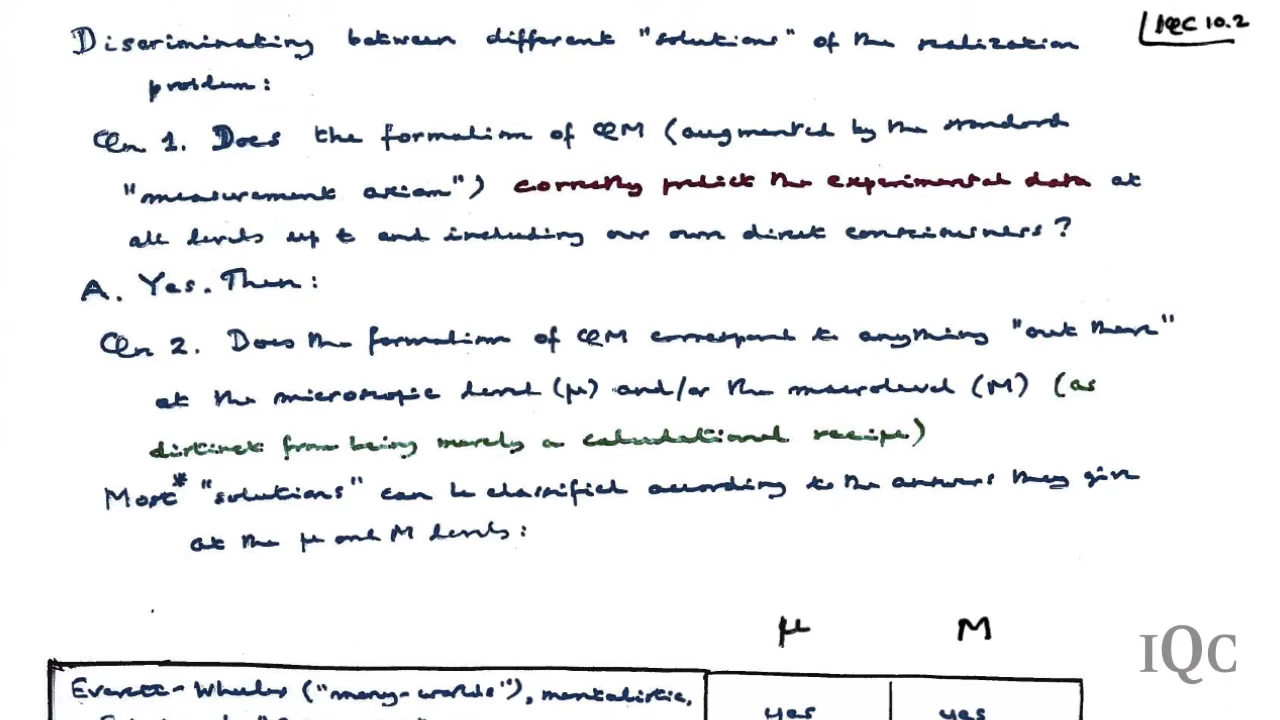 IQC 10.2
Discriminating between different "solutions" of the realization
problem:
Qn 1. Does the formalism of QM (augmented by the standard
"measurement axiom") correctly predict the experimental data at
all levels up to and including our own direct consciousness?
A. Yes. Then:
Qn 2. Does the formalism of QM correspond to anything "out there"
at the microscopic level (μ) and/or the macrolevel (M) (as
distinct from being merely a calculational recipe)
Most* "solutions" can be classified according to the answers they give
at the μ and M levels:
μ M
IQC
Everett-Wheeler ("many-worlds"), mentalistic,
yes yes